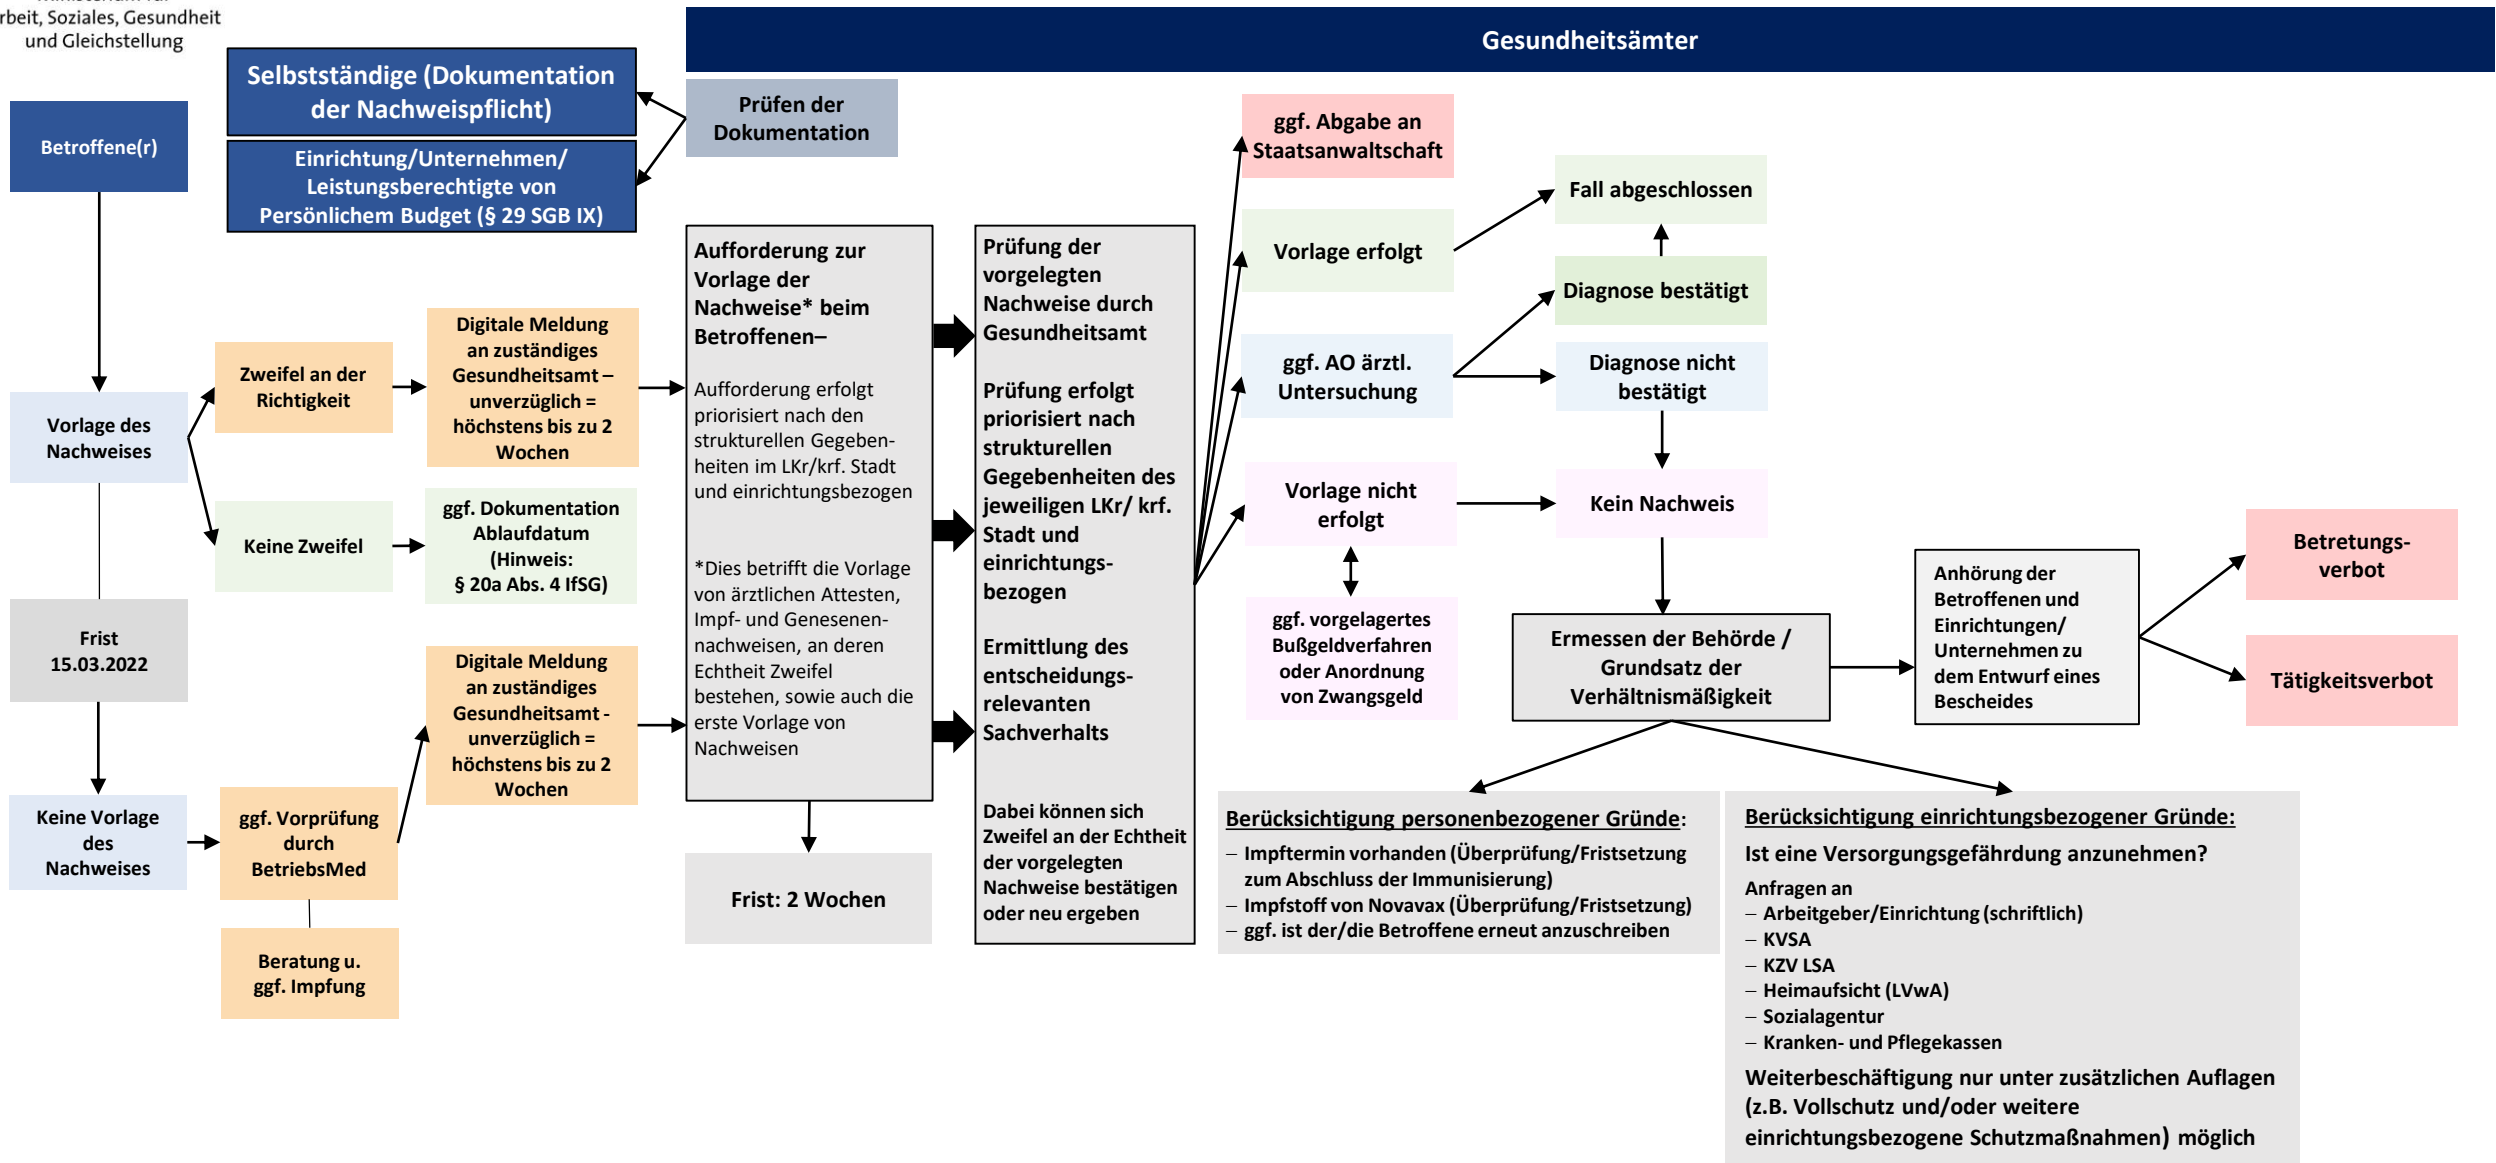 rbeit, Soziales, Gesundheit
und Gleichstellung
Gesundheitsämter
Betroffene(r)
Selbstständige (Dokumentation
der Nachweispflicht)
Einrichtung/Unternehmen/
Leistungsberechtigte von
Persönlichem Budget (§ 29 SGB IX)
Prüfen der
Dokumentation
Vorlage des
Nachweises
Frist
15.03.2022
Keine Vorlage
des
Nachweises
Zweifel an der
Richtigkeit
Keine Zweifel
ggf. Vorprüfung
durch
BetriebsMed
Beratung u.
ggf. Impfung
Digitale Meldung
an zuständiges
Gesundheitsamt –
unverzüglich =
höchstens bis zu 2
Wochen
ggf. Dokumentation
Ablaufdatum
(Hinweis:
§ 20a Abs. 4 IfSG)
Digitale Meldung
an zuständiges
Gesundheitsamt -
unverzüglich =
höchstens bis zu 2
Wochen
Aufforderung zur
Vorlage der
Nachweise* beim
Betroffenen–
Aufforderung erfolgt
priorisiert nach den
strukturellen Gegeben-
heiten im LKr/krf. Stadt
und einrichtungsbezogen
*Dies betrifft die Vorlage
von ärztlichen Attesten,
Impf- und Genesenen-
nachweisen, an deren
Echtheit Zweifel
bestehen, sowie auch die
erste Vorlage von
Nachweisen
Frist: 2 Wochen
Prüfung der
vorgelegten
Nachweise durch
Gesundheitsamt
Prüfung erfolgt
priorisiert nach
strukturellen
Gegebenheiten des
jeweiligen LKr/ krf.
Stadt und
einrichtungs-
bezogen
Ermittlung des
entscheidungs-
relevanten
Sachverhalts
Dabei können sich
Zweifel an der Echtheit
der vorgelegten
Nachweise bestätigen
oder neu ergeben
ggf. Abgabe an
Staatsanwaltschaft
Vorlage erfolgt
ggf. AO ärztl.
Untersuchung
Vorlage nicht
erfolgt
ggf. vorgelagertes
Bußgeldverfahren
oder Anordnung
von Zwangsgeld
Fall abgeschlossen
Diagnose bestätigt
Diagnose nicht
bestätigt
Kein Nachweis
Ermessen der Behörde /
Grundsatz der
Verhältnismäßigkeit
Anhörung der
Betroffenen und
Einrichtungen/
Unternehmen zu
dem Entwurf eines
Bescheides
Betretungs-
verbot
Tätigkeitsverbot
Berücksichtigung personenbezogener Gründe:
– Impftermin vorhanden (Überprüfung/Fristsetzung
zum Abschluss der Immunisierung)
– Impfstoff von Novavax (Überprüfung/Fristsetzung)
– ggf. ist der/die Betroffene erneut anzuschreiben
Berücksichtigung einrichtungsbezogener Gründe:
Ist eine Versorgungsgefährdung anzunehmen?
Anfragen an
– Arbeitgeber/Einrichtung (schriftlich)
– KVSA
– KZV LSA
– Heimaufsicht (LVwA)
– Sozialagentur
– Kranken- und Pflegekassen
Weiterbeschäftigung nur unter zusätzlichen Auflagen
(z.B. Vollschutz und/oder weitere
einrichtungsbezogene Schutzmaßnahmen) möglich